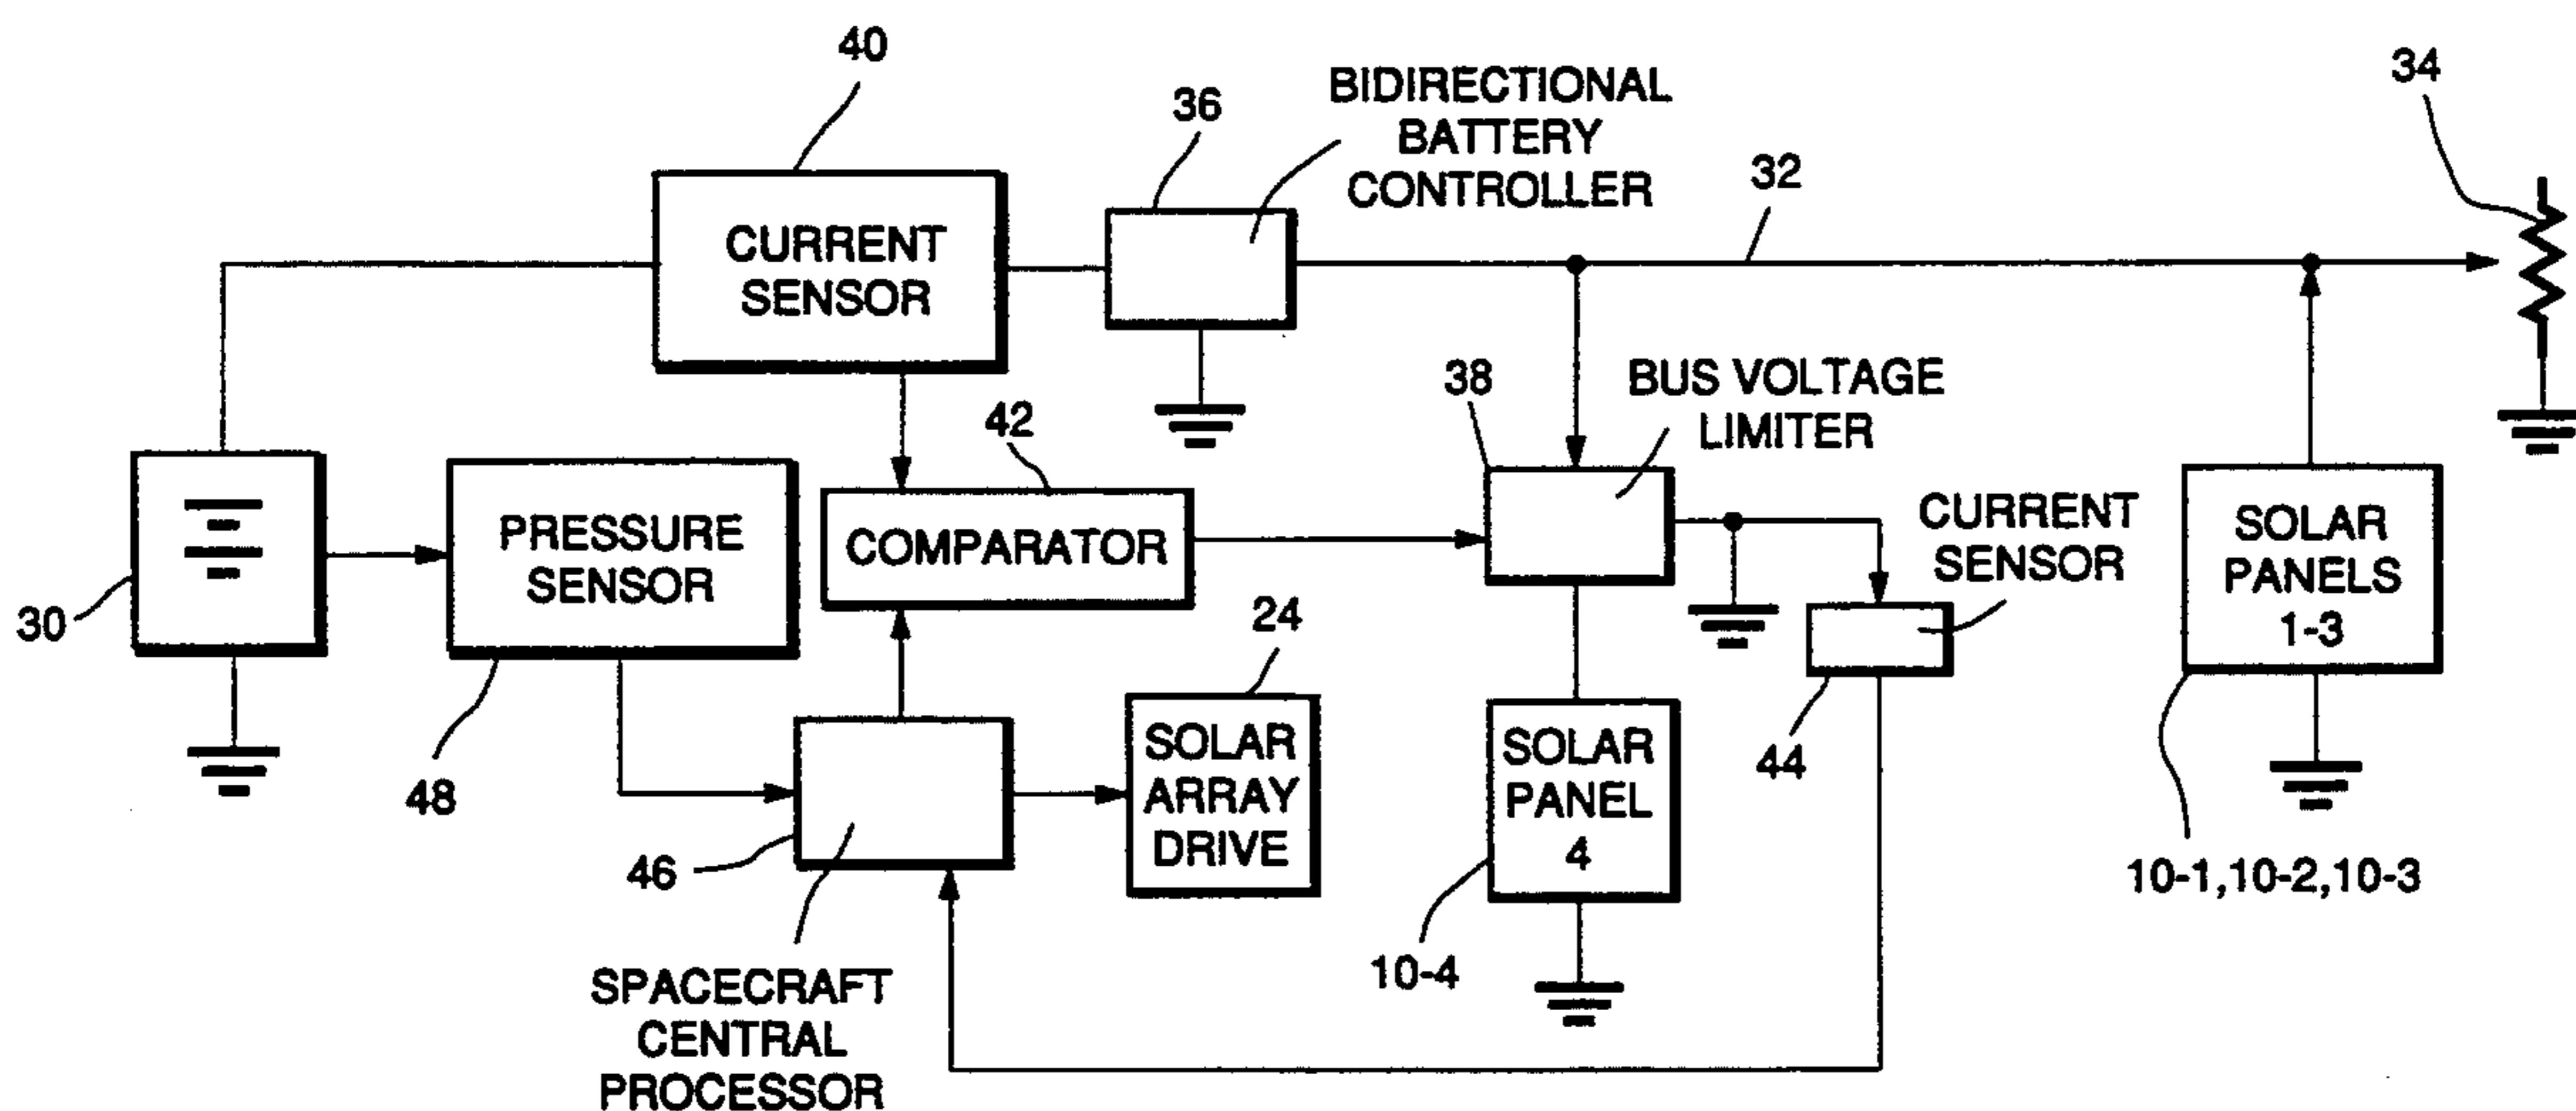 40
36
BIDIRECTIONAL
BATTERY
CONTROLLER
32
34
CURRENT
SENSOR
38
BUS VOLTAGE
LIMITER
42
30
PRESSURE
SENSOR
COMPARATOR
CURRENT
SENSOR
SOLAR
PANELS
1-3
24
48
46
SOLAR
ARRAY
DRIVE
SOLAR
PANEL
4
44
10-4
10-1,10-2,10-3
SPACECRAFT
CENTRAL
PROCESSOR